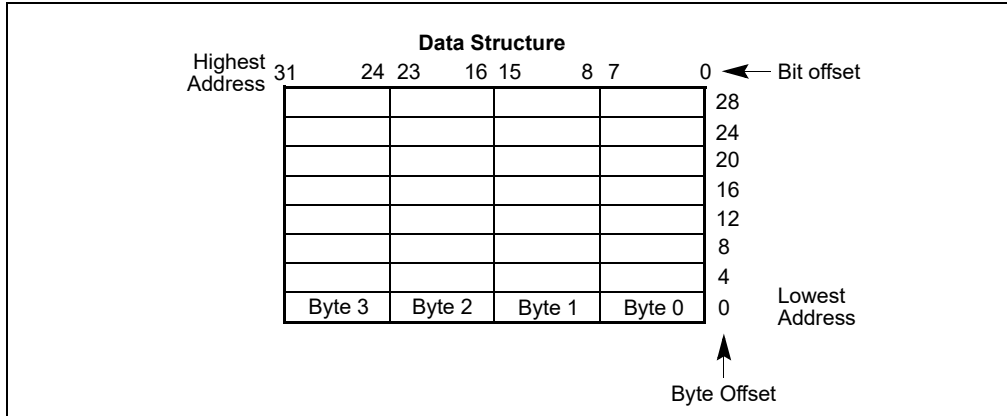 Data Structure
Highest Address
31 24 23 16 15 8 7 0 Bit offset
28
24
20
16
12
8
4
Byte 3 Byte 2 Byte 1 Byte 0 0
Lowest Address
Byte Offset